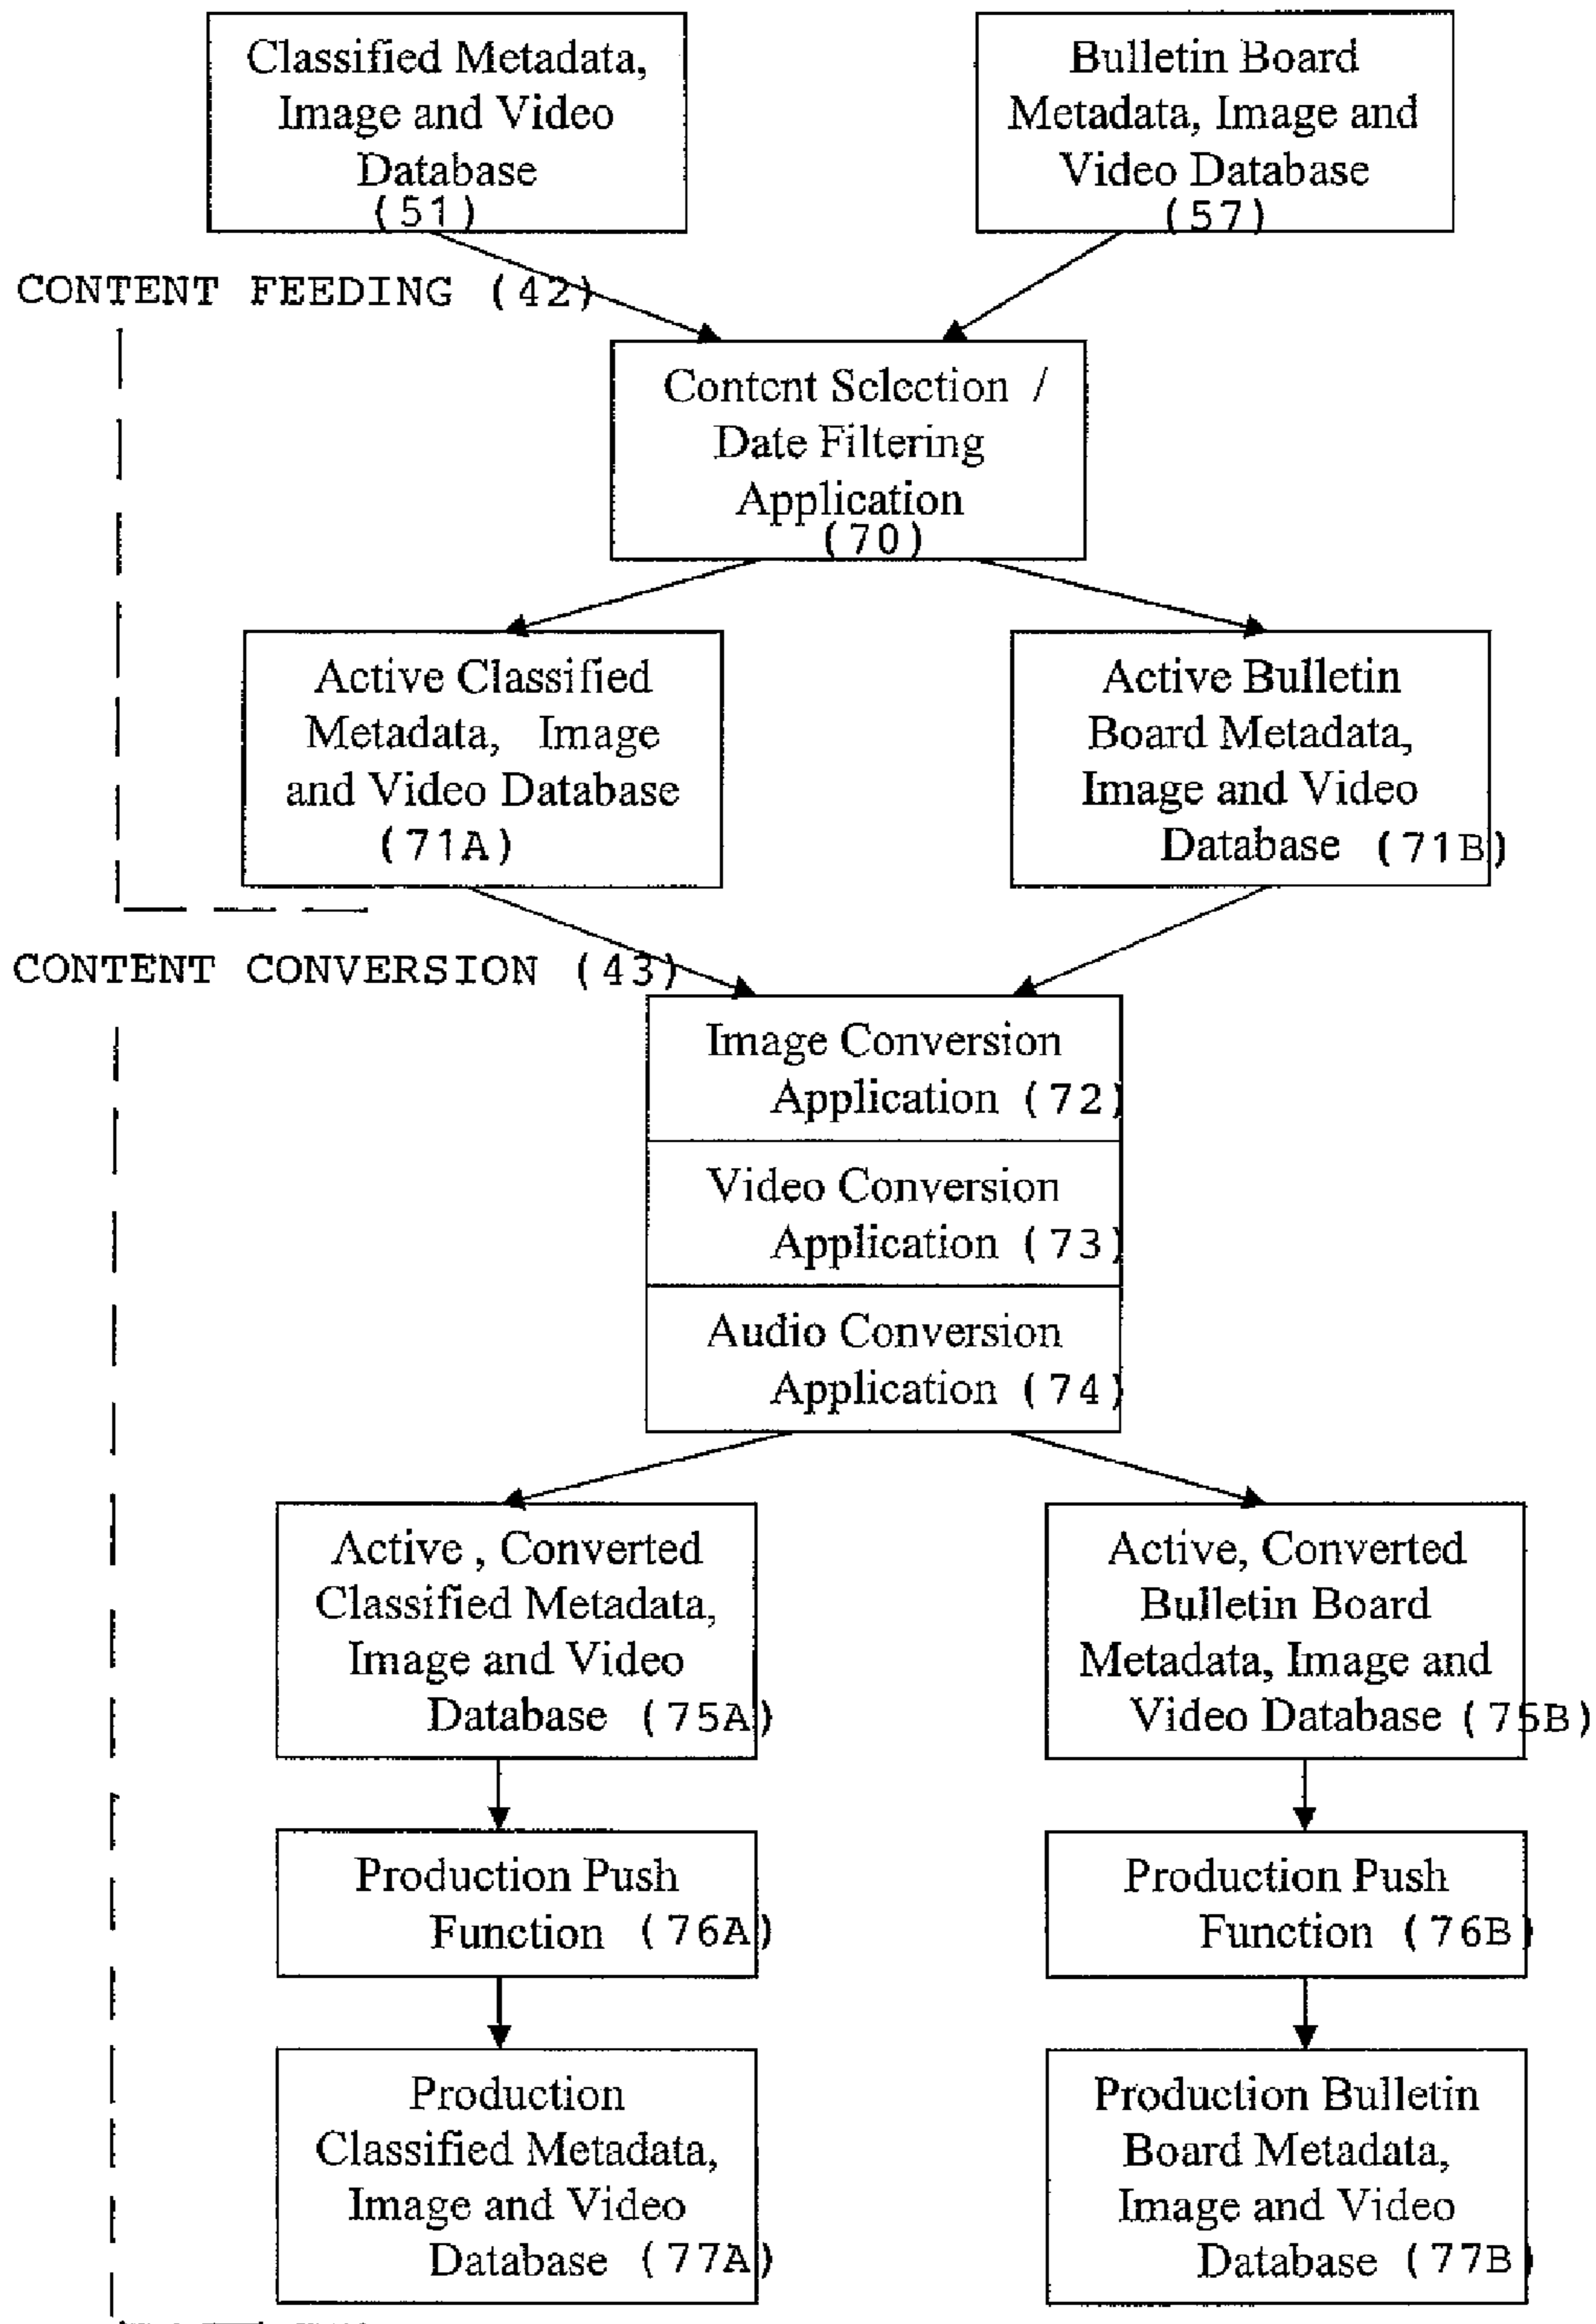 Classified Metadata,
Image and Video
Database
(51)
Bulletin Board
Metadata, Image and
Video Database
(57)
CONTENT FEEDING (42)
Content Selection /
Date Filtering
Application
(70)
Active Classified
Metadata, Image
and Video Database
(71A)
Active Bulletin
Board Metadata,
Image and Video
Database (71B)
CONTENT CONVERSION (43)
Image Conversion
Application (72)
Video Conversion
Application (73)
Audio Conversion
Application (74)
Active , Converted
Classified Metadata,
Image and Video
Database (75A)
Active, Converted
Bulletin Board
Metadata, Image and
Video Database (75B)
Production Push
Function (76A)
Production Push
Function (76B)
Production
Classified Metadata,
Image and Video
Database (77A)
Production Bulletin
Board Metadata,
Image and Video
Database (77B)